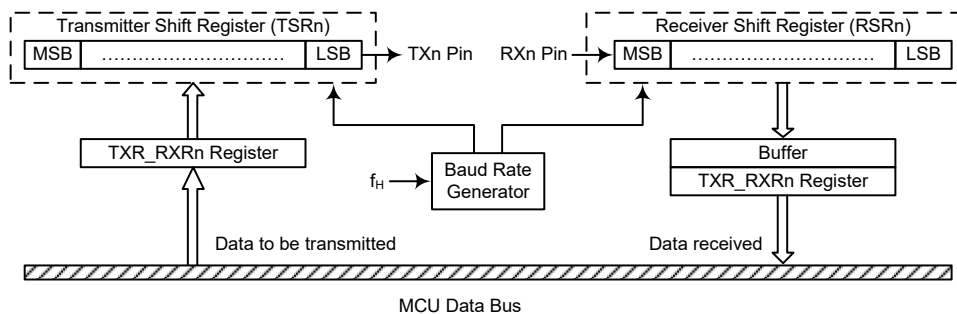 Transmitter Shift Register (TSRn)
MSB ............................. LSB
TXn Pin
RXn Pin
Receiver Shift Register (RSRn)
MSB ............................. LSB
TXR_RXRn Register
fH
Baud Rate
Generator
Buffer
TXR_RXRn Register
Data to be transmitted
Data received
MCU Data Bus